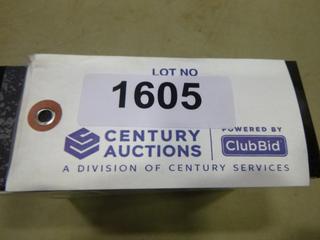 LOT NO
1605
CENTURY AUCTIONS
POWERED BY
ClubBid
A DIVISION OF CENTURY SERVICES